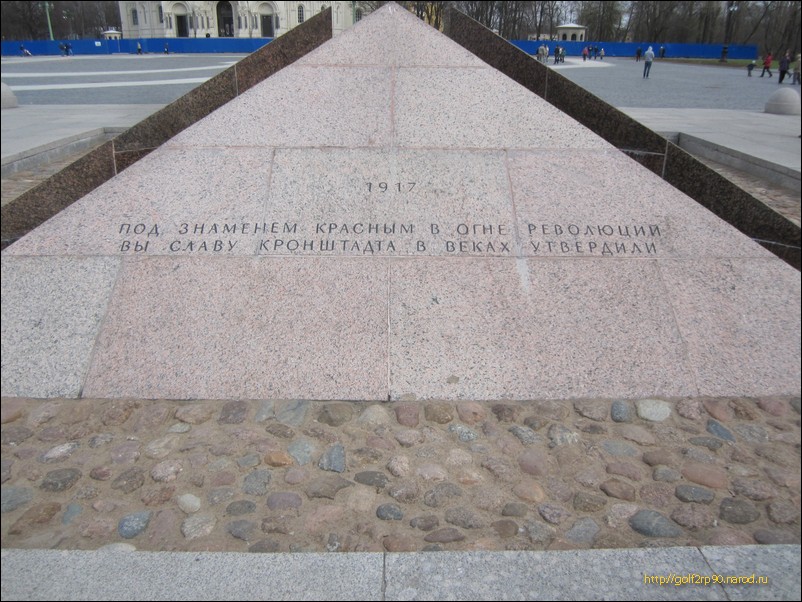 1917
ПОД ЗНАМЕНЕМ КРАСНЫМ В ОГНЕ РЕВОЛЮЦИЙ
ВЫ СЛАВУ КРОНШТАДТА В ВЕКАХ УТВЕРДИЛИ
http://golf2rp90.narod.ru